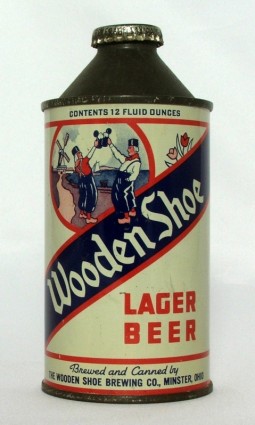 CONTENTS 12 FLUID OUNCES
Wooden Shoe
LAGER
BEER
Brewed and Canned by
THE WOODEN SHOE BREWING CO., MINSTER, OHIO